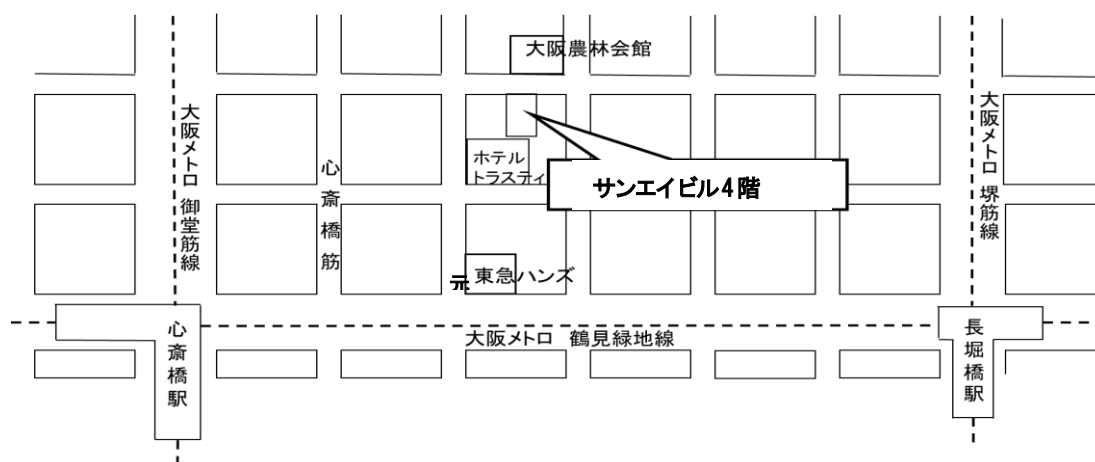 大阪農林会館
大阪メトロ 御堂筋線
心斎橋筋
ホテル
トラスティ
サンエイビル4階
大阪メトロ 堺筋線
元 東急ハンズ
大阪メトロ 鶴見緑地線
心斎橋駅
長堀橋駅